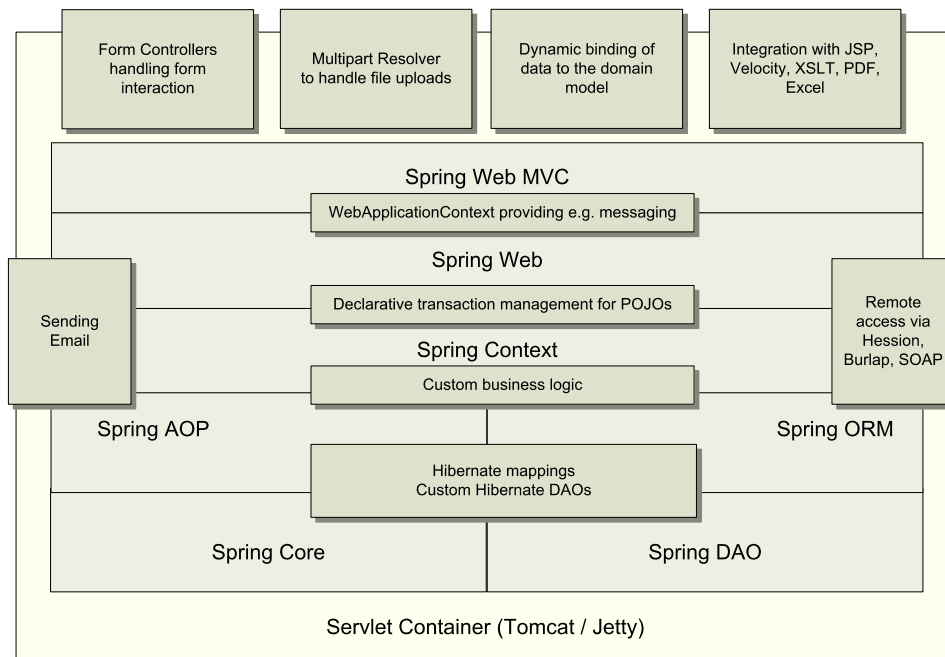 Form Controllers
handling form
interaction
Multipart Resolver
to handle file uploads
Dynamic binding of
data to the domain
model
Integration with JSP,
Velocity, XSLT, PDF,
Excel
Spring Web MVC
WebApplicationContext providing e.g. messaging
Spring Web
Sending
Email
Declarative transaction management for POJOs
Remote
access via
Hession,
Burlap, SOAP
Spring Context
Custom business logic
Spring AOP
Spring ORM
Hibernate mappings
Custom Hibernate DAOs
Spring Core
Spring DAO
Servlet Container (Tomcat / Jetty)